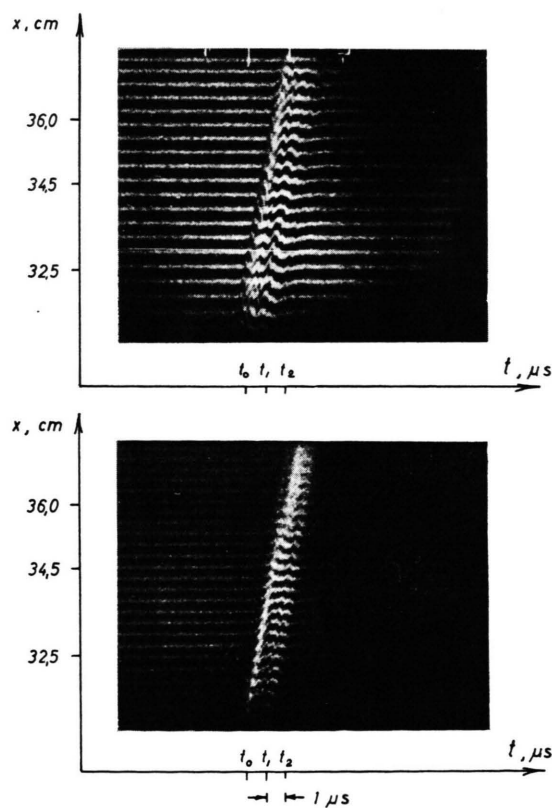 x, cm
36,0
34,5
32,5
t₀ t₁ t₂
t, μs
x, cm
36,0
34,5
32,5
t₀ t₁ t₂
t, μs
1 μs